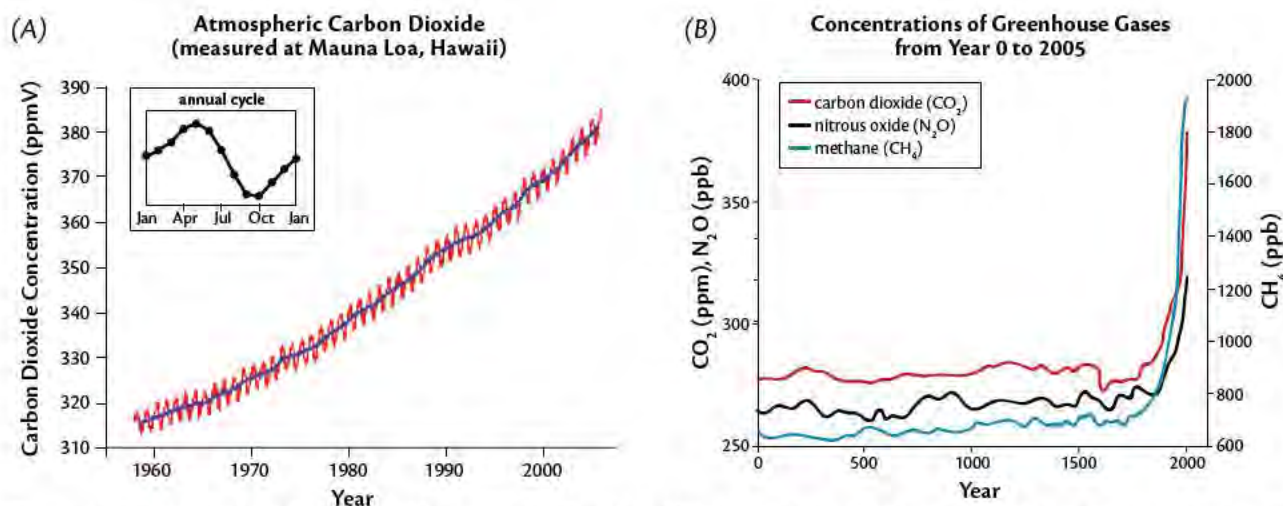 (A)
Atmospheric Carbon Dioxide
(measured at Mauna Loa, Hawaii)
Carbon Dioxide Concentration (ppmV)
390
380
370
360
350
340
330
320
310
annual cycle
Jan Apr Jul Oct Jan
1960 1970 1980 1990 2000
Year
(B)
Concentrations of Greenhouse Gases
from Year 0 to 2005
CO₂ (ppm), N₂O (ppb)
400
350
300
250
carbon dioxide (CO₂)
nitrous oxide (N₂O)
methane (CH₄)
2000
1800
1600
1400
1200
1000
800
600
CH₄ (ppb)
0 500 1000 1500 2000
Year